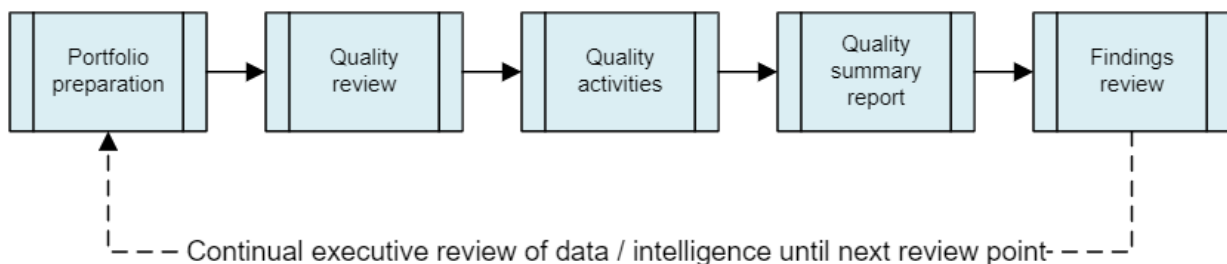 Portfolio
preparation
Quality
review
Quality
activities
Quality
summary
report
Findings
review
Continual executive review of data / intelligence until next review point